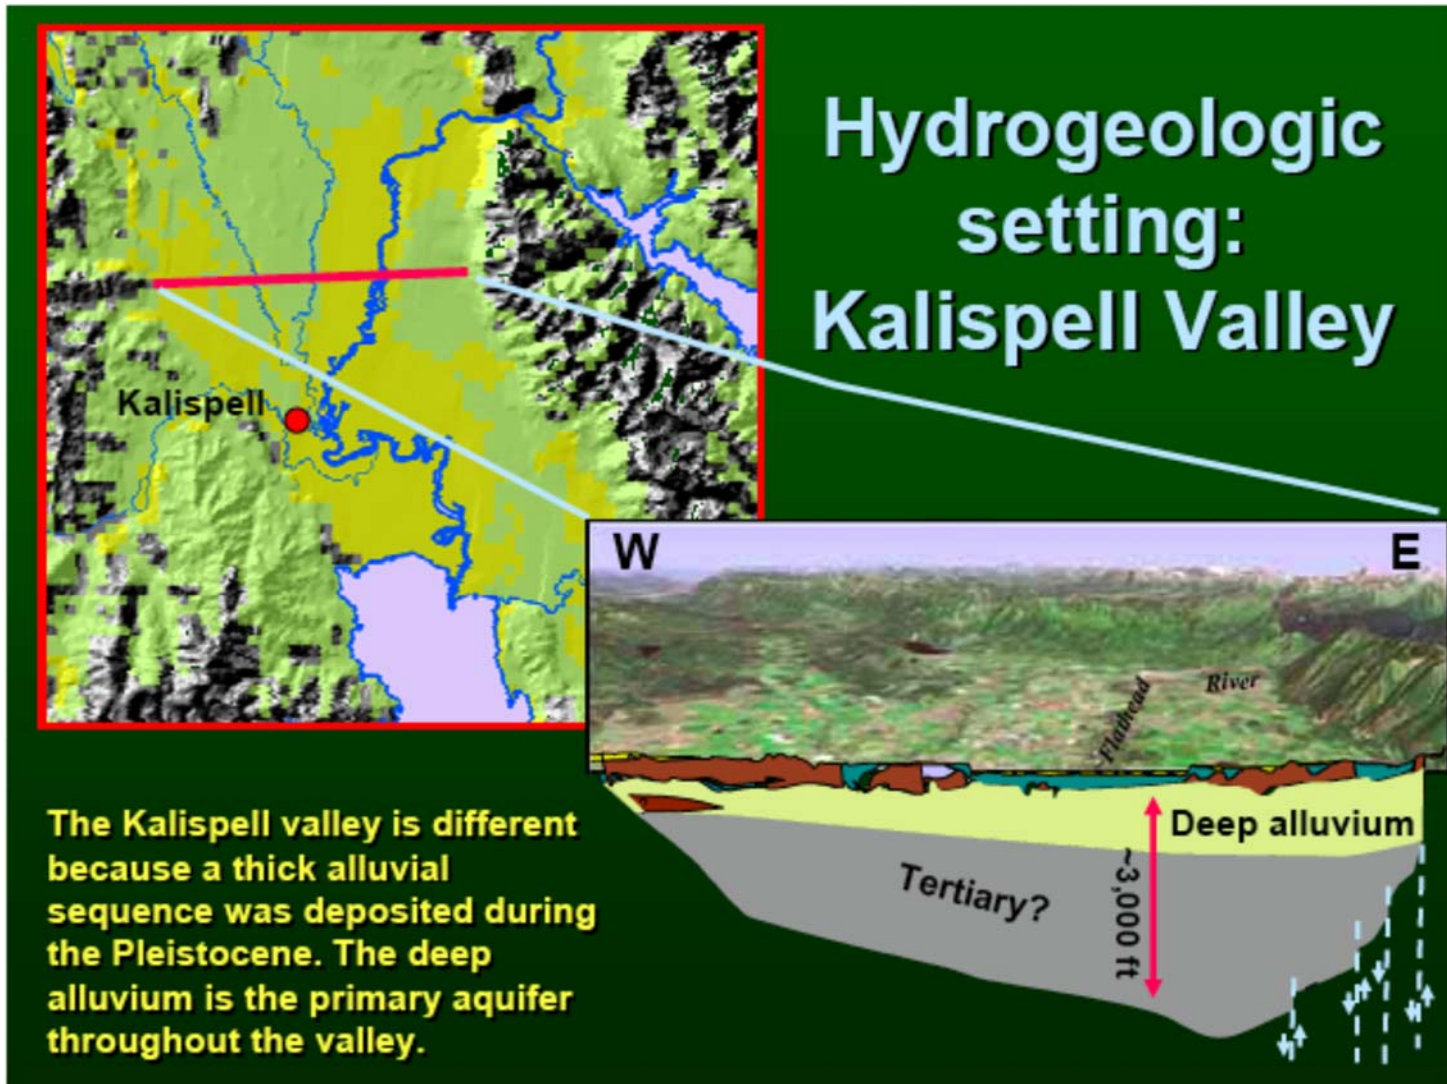 Hydrogeologic
setting:
Kalispell Valley
Kalispell
W
E
Flathead
River
Deep alluvium
Tertiary?
~3,000 ft
The Kalispell valley is different
because a thick alluvial
sequence was deposited during
the Pleistocene. The deep
alluvium is the primary aquifer
throughout the valley.